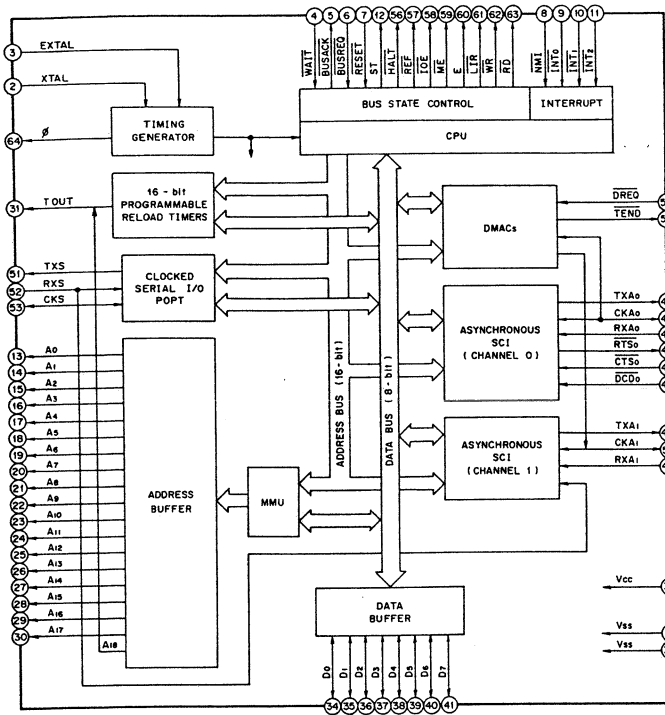 4 5 6 7 12 56 57 58 59 60 61 62 63 8 9 10 11
WAIT BUSACK BUSREQ RESET ST HALT REF IOE ME E LIR WR RD NMI INT0 INT1 INT2
3 EXTAL
2 XTAL
64 ø
TIMING
GENERATOR
BUS STATE CONTROL
INTERRUPT
CPU
31 TOUT
16-bit
PROGRAMMABLE
RELOAD TIMERS
DREQ
TEND
DMACs
51 TXS
52 RXS
53 CKS
CLOCKED
SERIAL I/O
POPT
ADDRESS BUS (16-bit)
DATA BUS (8-bit)
ASYNCHRONOUS
SCI
(CHANNEL 0)
TXA0
CKA0
RXA0
RTS0
CTS0
DCD0
ASYNCHRONOUS
SCI
(CHANNEL 1)
TXA1
CKA1
RXA1
13 A0
14 A1
15 A2
16 A3
17 A4
18 A5
19 A6
20 A7
21 A8
22 A9
23 A10
24 A11
25 A12
26 A13
27 A14
28 A15
29 A16
30 A17
A18
ADDRESS
BUFFER
MMU
DATA
BUFFER
Vcc
Vss
Vss
D0 D1 D2 D3 D4 D5 D6 D7
34 35 36 37 38 39 40 41